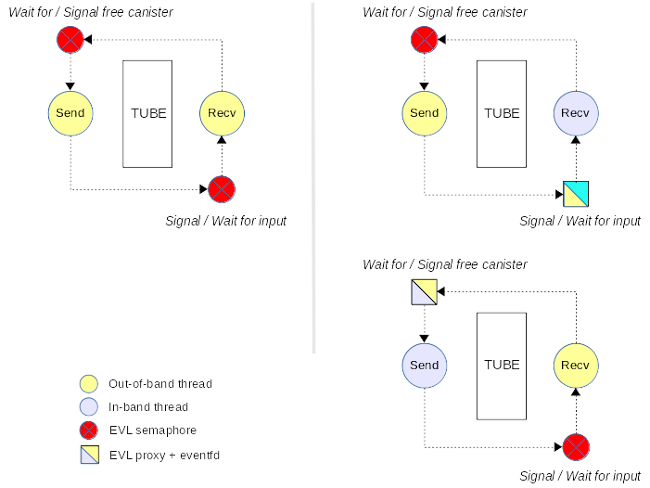 Wait for / Signal free canister
Send
TUBE
Recv
Signal / Wait for input
Wait for / Signal free canister
Send
TUBE
Recv
Signal / Wait for input
Wait for / Signal free canister
Send
TUBE
Recv
Signal / Wait for input
Out-of-band thread
In-band thread
EVL semaphore
EVL proxy + eventfd